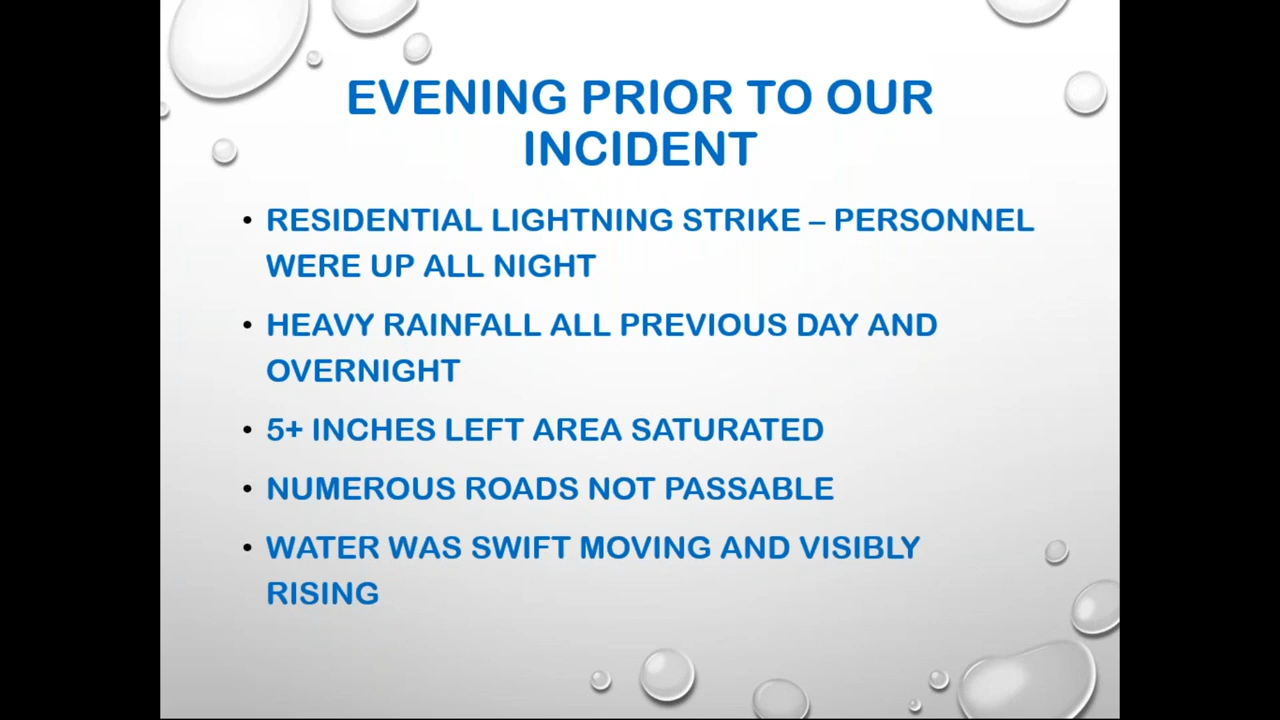 EVENING PRIOR TO OUR
INCIDENT
• RESIDENTIAL LIGHTNING STRIKE – PERSONNEL
WERE UP ALL NIGHT
• HEAVY RAINFALL ALL PREVIOUS DAY AND
OVERNIGHT
• 5+ INCHES LEFT AREA SATURATED
• NUMEROUS ROADS NOT PASSABLE
• WATER WAS SWIFT MOVING AND VISIBLY
RISING